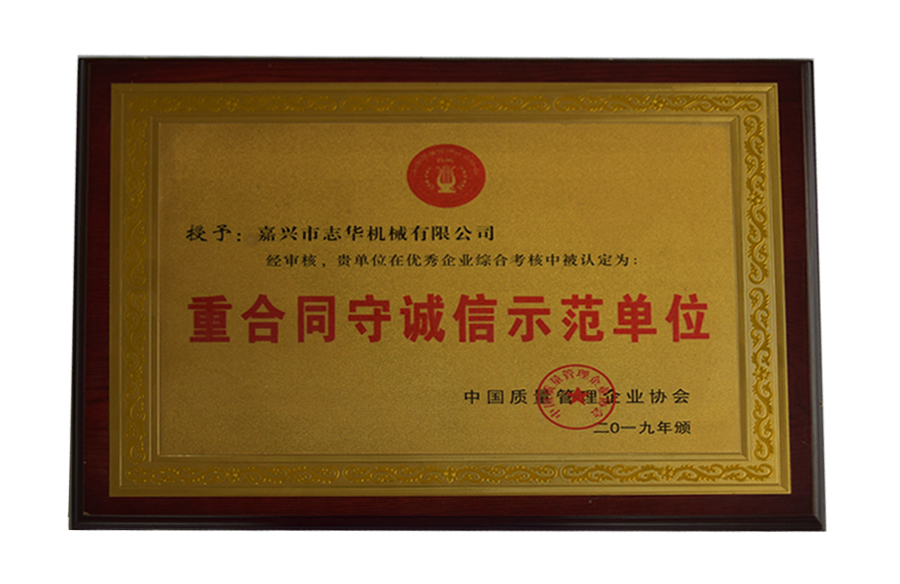 授予：嘉兴市志华机械有限公司
经审核，贵单位在优秀企业综合考核中被认定为：
重合同守诚信示范单位
中国质量管理企业协会
二0一九年颁